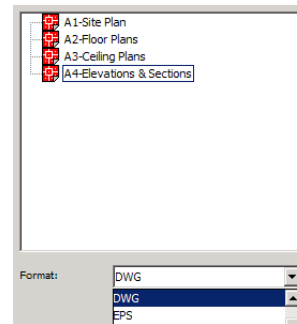 A1-Site Plan
A2-Floor Plans
A3-Ceiling Plans
A4-Elevations & Sections
Format: DWG
DWG
EPS